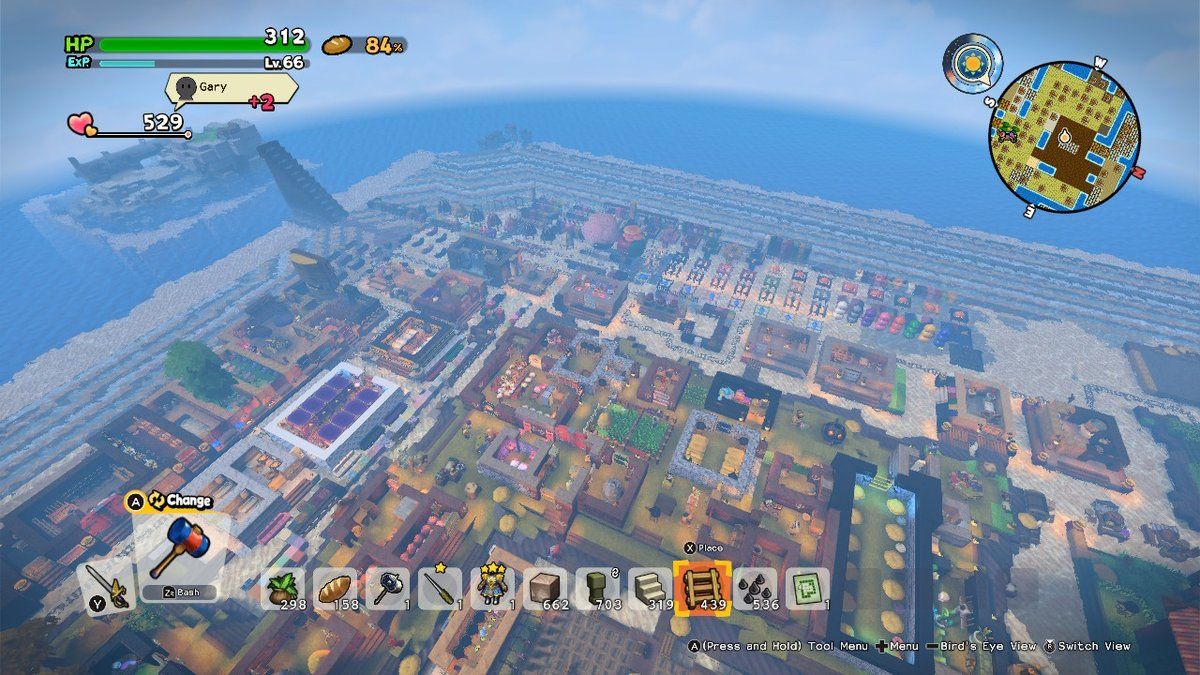 HP 312
84%
EXP. Lv.66
Gary
+2
529
W
S
N
E
A Change
Y
ZR Bash
X Place
298
158
1
1
1
662
8
703
319
439
536
1
A (Press and Hold) Tool Menu + Menu − Bird's Eye View R Switch View